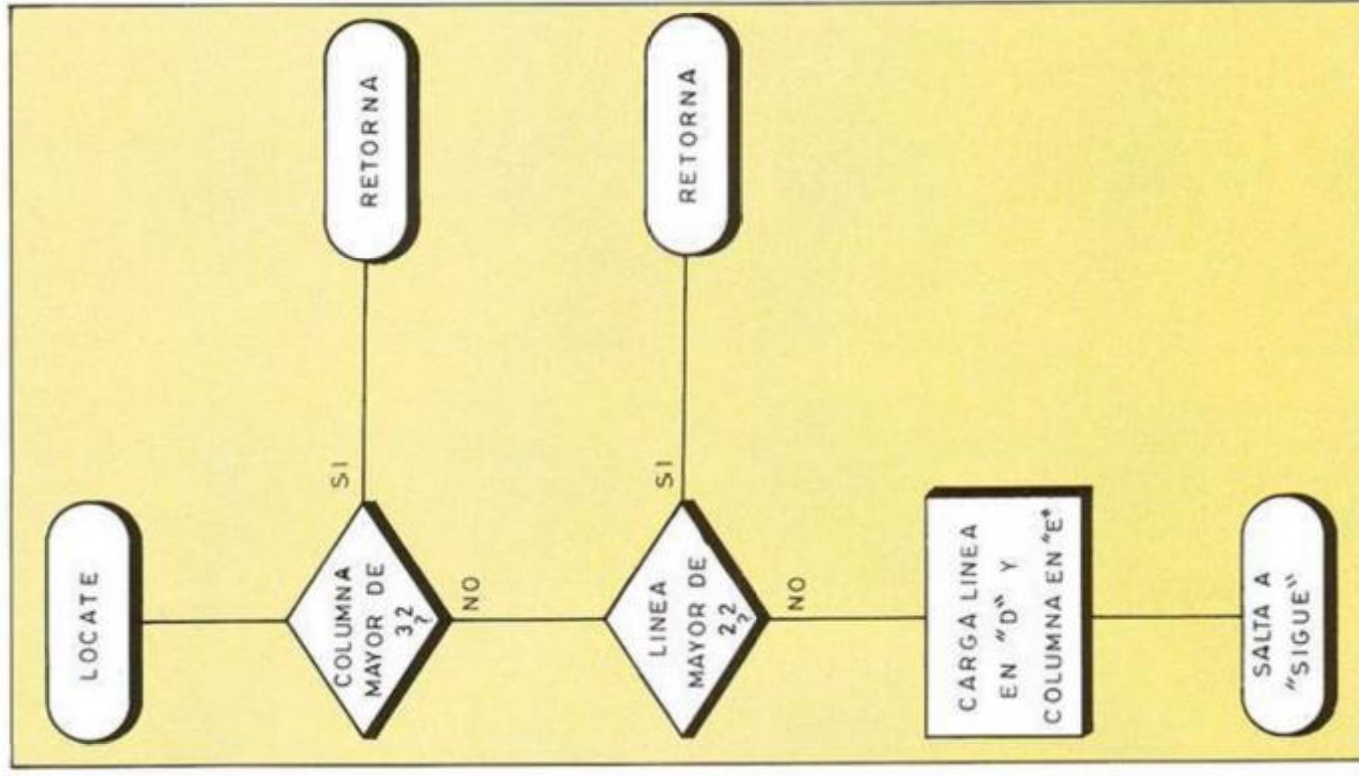 LOCATE
COLUMNA
MAYOR DE
32
?
SI
RETORNA
NO
LINEA
MAYOR DE
22
?
SI
RETORNA
NO
CARGA LINEA
EN "D" Y
COLUMNA EN "E"
SALTA A
"SIGUE"